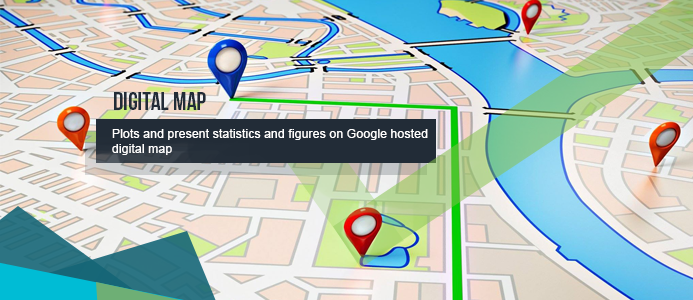 DIGITAL MAP
Plots and present statistics and figures on Google hosted
digital map